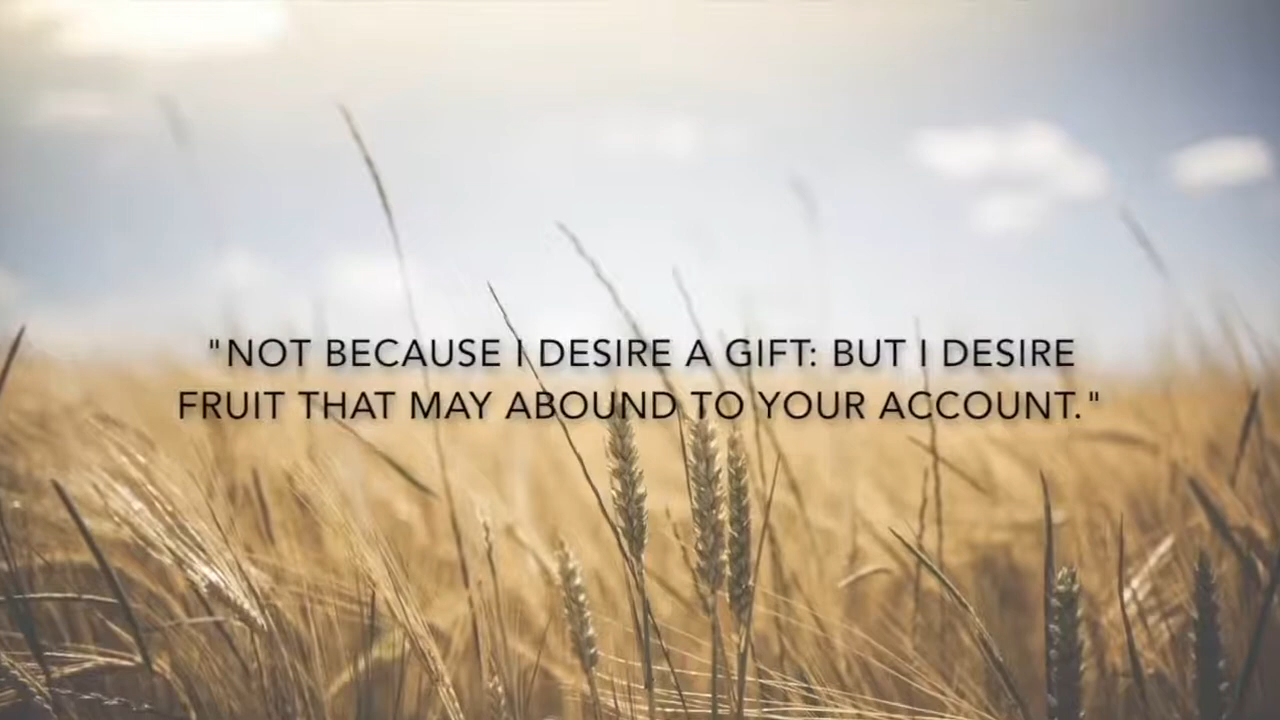 "NOT BECAUSE I DESIRE A GIFT: BUT I DESIRE
FRUIT THAT MAY ABOUND TO YOUR ACCOUNT."